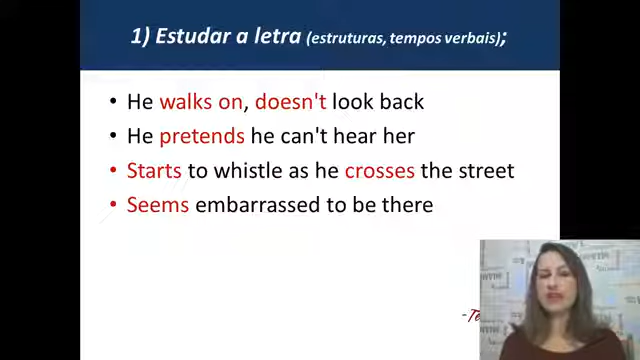 1) Estudar a letra (estruturas, tempos verbais);
• He walks on, doesn't look back
• He pretends he can't hear her
• Starts to whistle as he crosses the street
• Seems embarrassed to be there